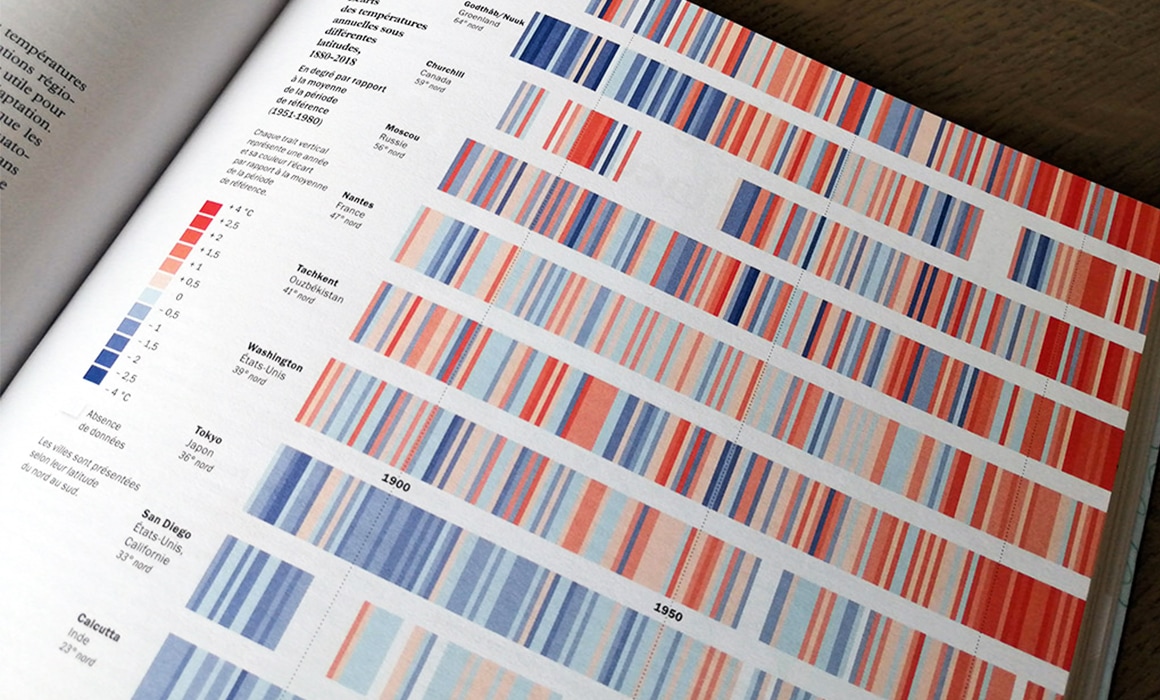 températures
ations régio-
utile pour
aptation.
que les
ans
e
des températures
annuelles sous
différentes
latitudes,
1880-2018
En degré par rapport
à la moyenne
de la période
de référence
(1951-1980)
Chaque trait vertical
représente une année
et sa couleur l'écart
par rapport à la moyenne
de la période
de référence.
+ 4 °C
+ 2,5
+ 2
+ 1,5
+ 1
+ 0,5
0
- 0,5
- 1
- 1,5
- 2
- 2,5
- 4 °C
Absence
de données
Les villes sont présentées
selon leur latitude
du nord au sud.
Godthåb/Nuuk
Groenland
64° nord
Churchill
Canada
59° nord
Moscou
Russie
56° nord
Nantes
France
47° nord
Tachkent
Ouzbékistan
41° nord
Washington
États-Unis
39° nord
Tokyo
Japon
36° nord
San Diego
États-Unis,
Californie
33° nord
Calcutta
Inde
23° nord
1900
1950